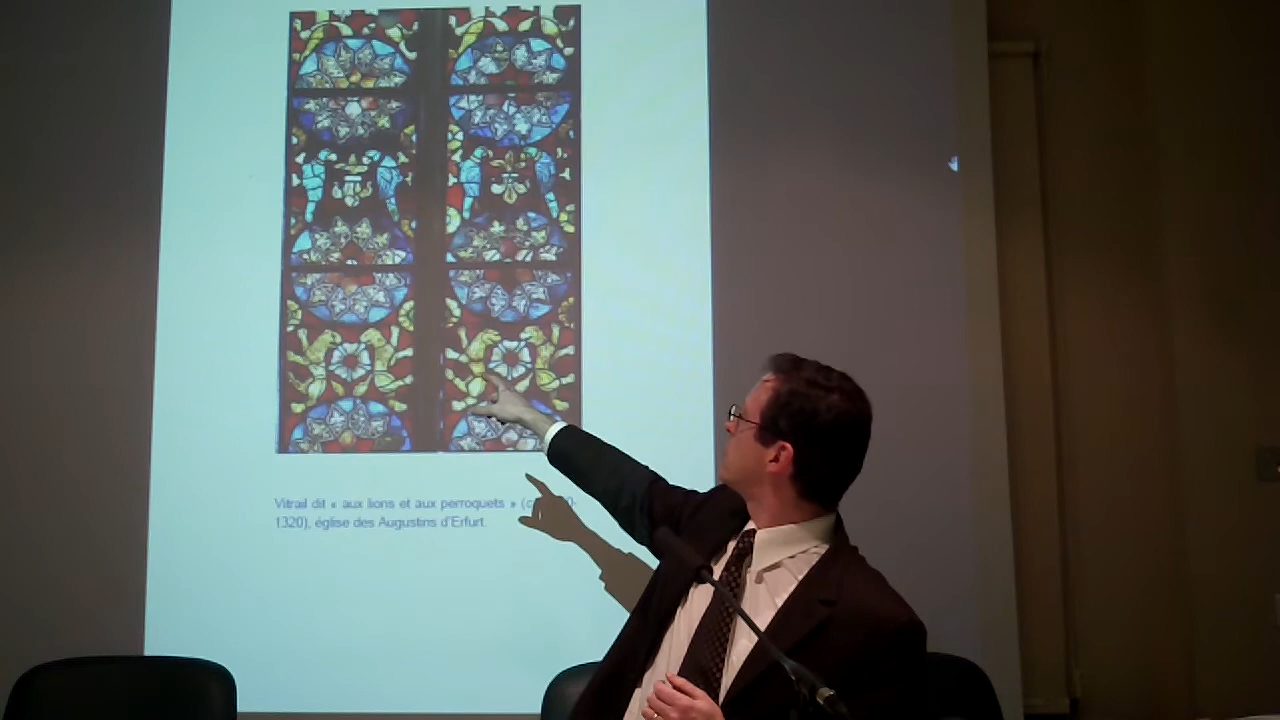 Vitrail dit « aux lions et aux perroquets »
1320), église des Augustins d'Erfurt.